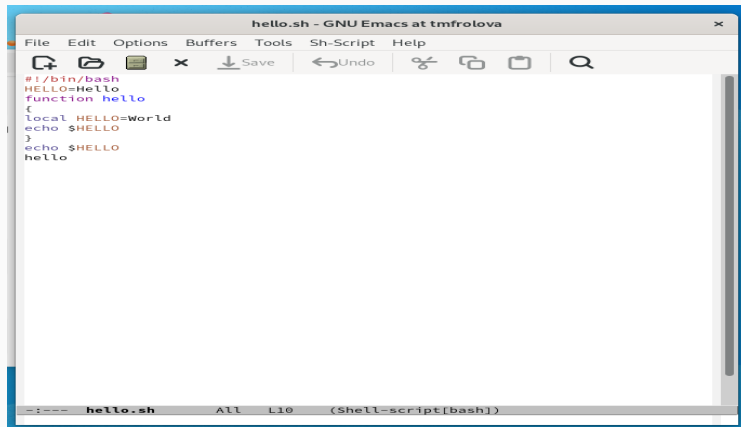 hello.sh - GNU Emacs at tmfrolova
File Edit Options Buffers Tools Sh-Script Help
Save Undo
#!/bin/bash
HELLO=Hello
function hello
{
local HELLO=World
echo $HELLO
}
echo $HELLO
hello
-:--- hello.sh All L10 (Shell-script[bash])